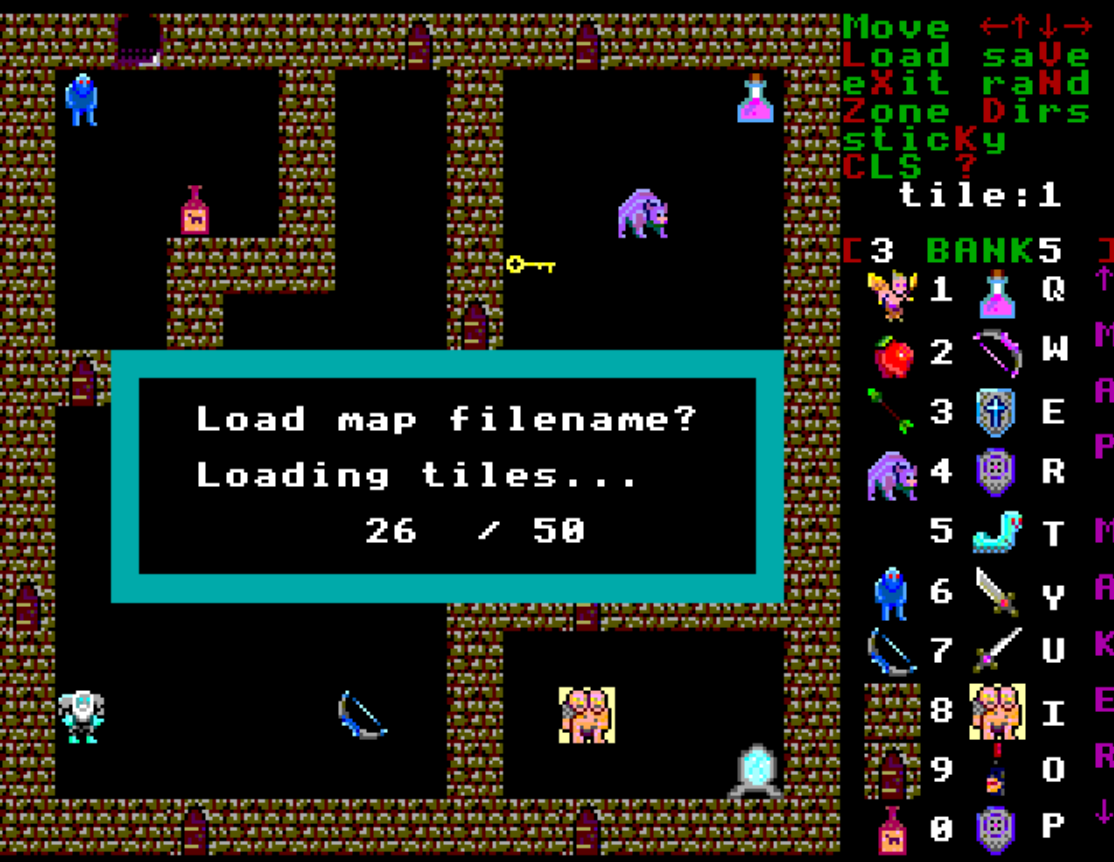 Move ←↑↓→
Load saVe
eXit raNd
Zone Dirs
sticKy
CLS ?
tile:1
[3 BANK5 ]
1 Q
2 W
3 E
4 R
5 T
6 Y
7 U
8 I
9 O
0 P
↑
M
A
P
M
A
K
E
R
↓
Load map filename?
Loading tiles...
26 / 50